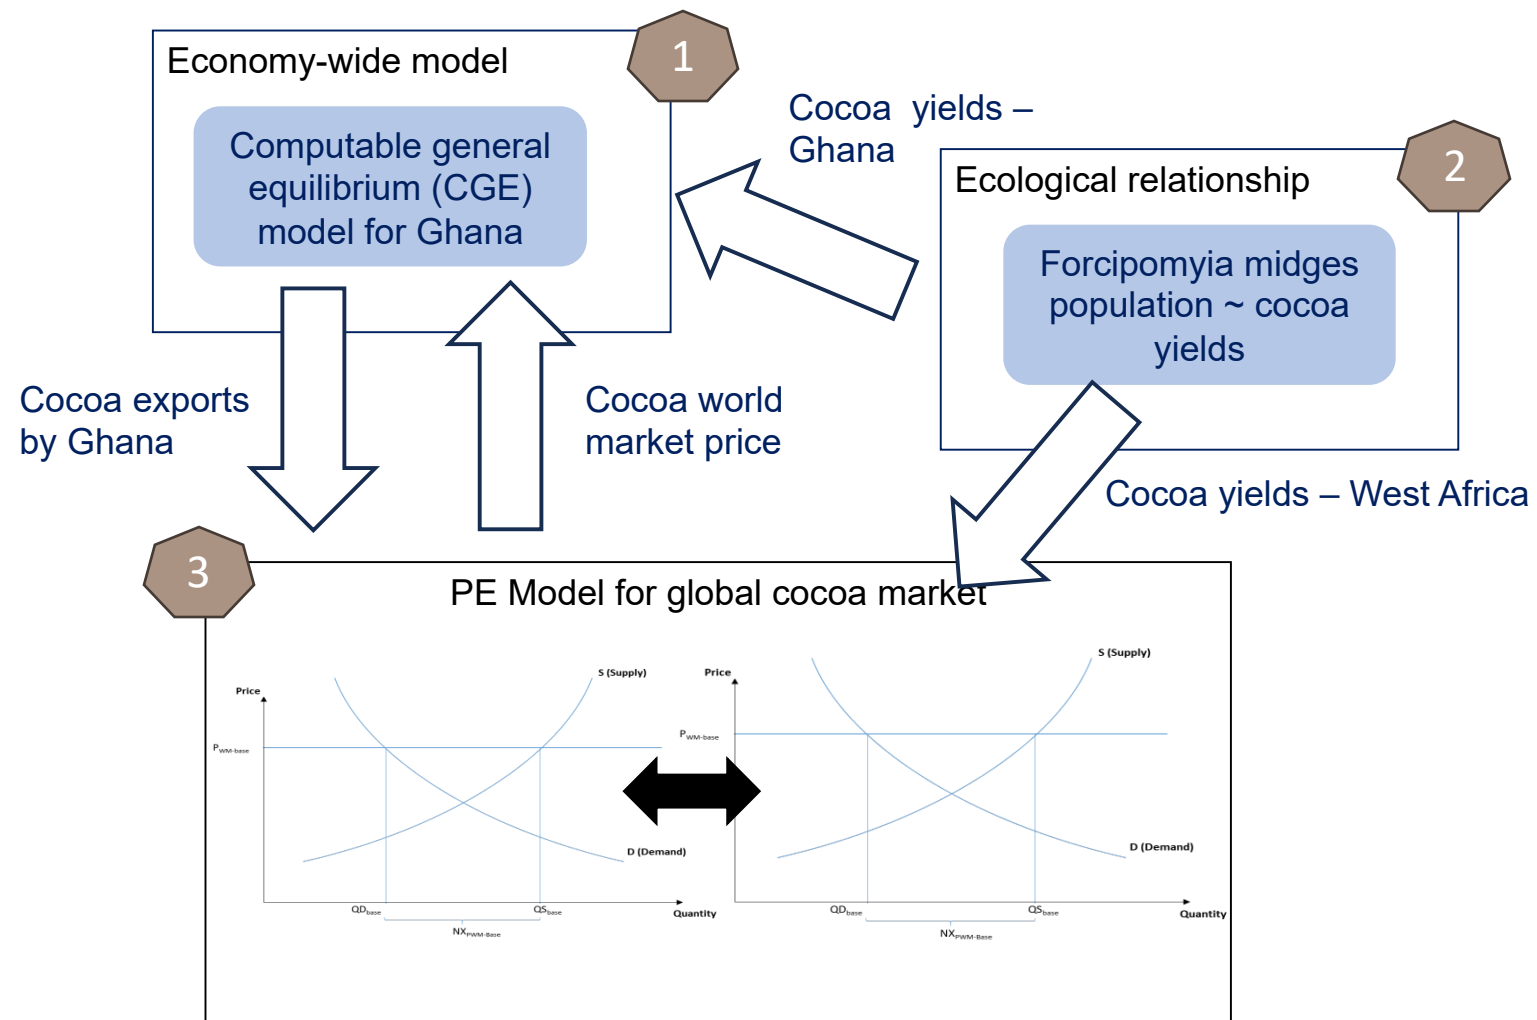 1
Economy-wide model
Computable general
equilibrium (CGE)
model for Ghana
Cocoa yields –
Ghana
2
Ecological relationship
Forcipomyia midges
population ~ cocoa
yields
Cocoa exports
by Ghana
Cocoa world
market price
Cocoa yields – West Africa
3
PE Model for global cocoa market
Price
S (Supply)
PWM-base
D (Demand)
QDbase
QSbase
Quantity
NXPWM-Base
Price
S (Supply)
PWM-base
D (Demand)
QDbase
QSbase
Quantity
NXPWM-Base